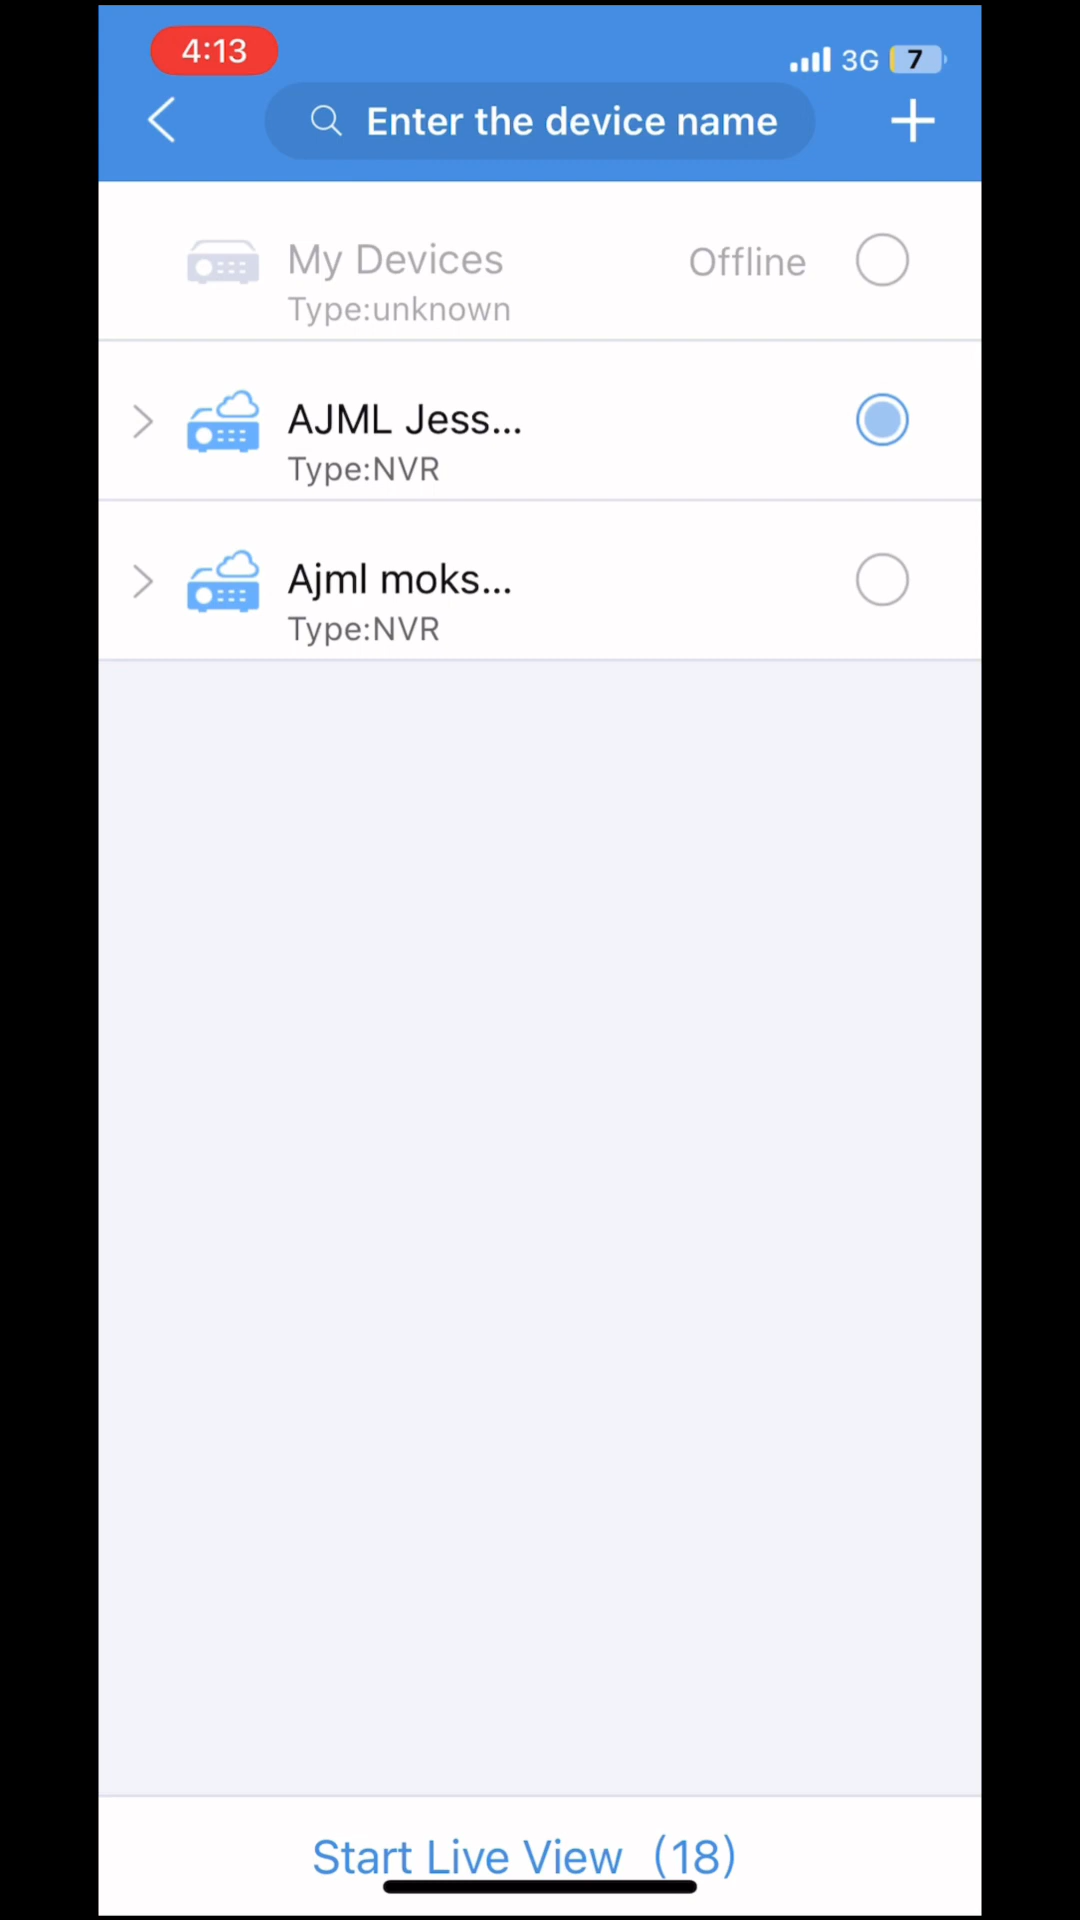 4:13
3G 7
Enter the device name
My Devices
Offline
Type:unknown
AJML Jess...
Type:NVR
Ajml moks...
Type:NVR
Start Live View (18)